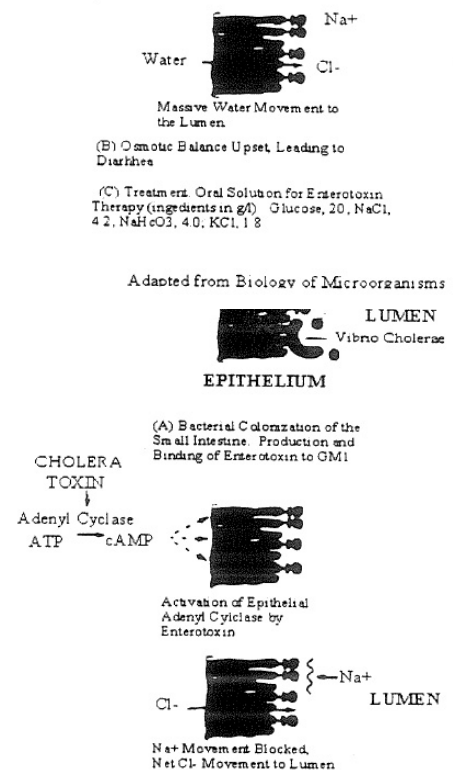 Na+
Water
Cl-
Massive Water Movement to
the Lumen
(B) Osmotic Balance Upset, Leading to
Diarhhea
(C) Treatment. Oral Solution for Enterotoxin
Therapy (ingedients in g/l) Glucose, 20, NaCl,
4 2, NaHcO3, 4.0; KCl, 1 8
Adapted from Biology of Microorganisms
LUMEN
Vibrio Cholerae
EPITHELIUM
(A) Bacterial Colonization of the
Small Intestine. Production and
Binding of Enterotoxin to GM1
CHOLERA
TOXIN
Adenyl Cyclase
ATP
cAMP
Activation of Epithelial
Adenyl Cylclase by
Enterotoxin
Na+
LUMEN
Cl-
Na+ Movement Blocked,
Net Cl- Movement to Lumen